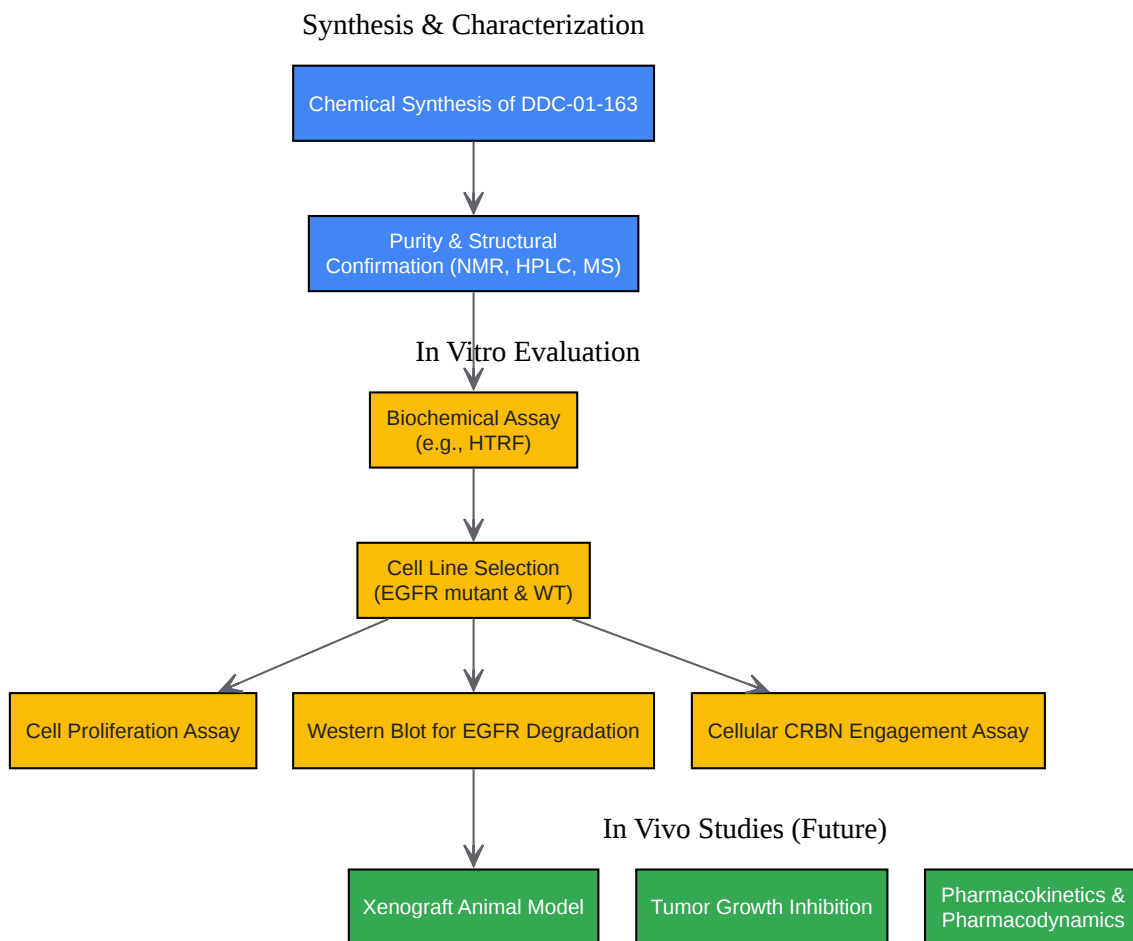 Synthesis & Characterization
Chemical Synthesis of DDC-01-163
Purity & Structural
Confirmation (NMR, HPLC, MS)
In Vitro Evaluation
Biochemical Assay
(e.g., HTRF)
Cell Line Selection
(EGFR mutant & WT)
Cell Proliferation Assay
Western Blot for EGFR Degradation
Cellular CRBN Engagement Assay
In Vivo Studies (Future)
Xenograft Animal Model
Tumor Growth Inhibition
Pharmacokinetics &
Pharmacodynamics